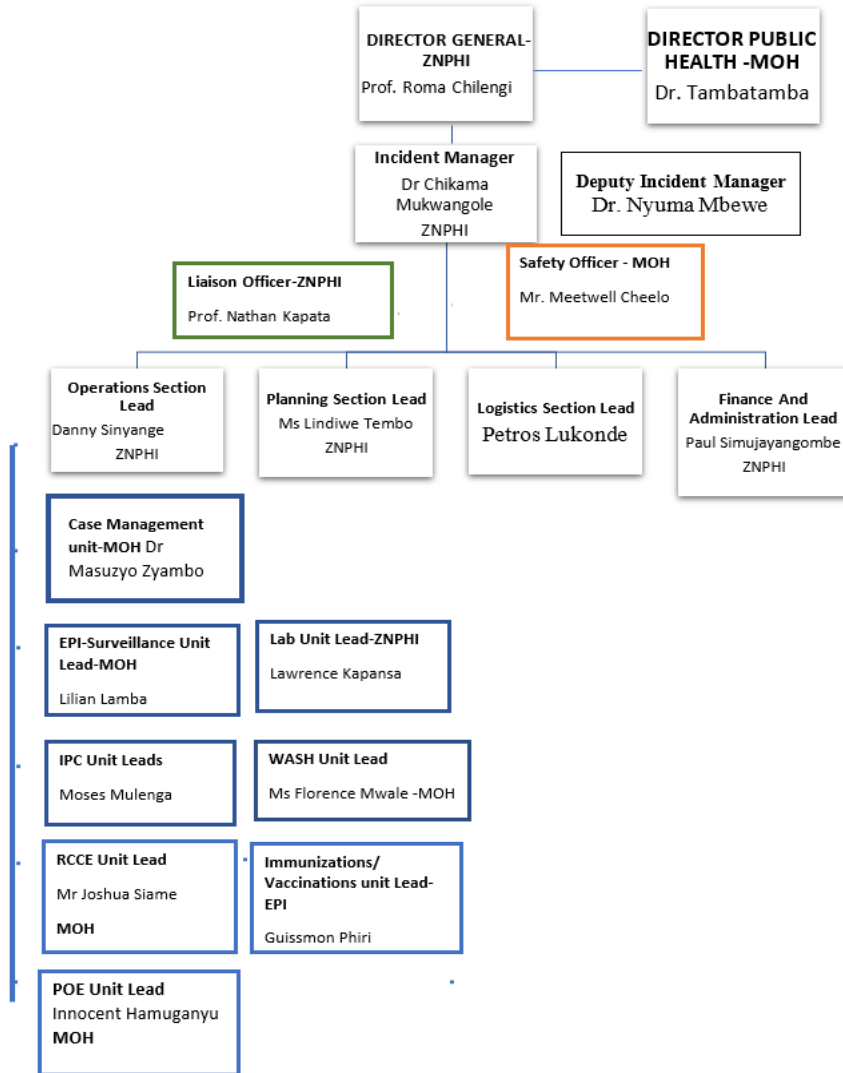 DIRECTOR GENERAL-
ZNPHI
Prof. Roma Chilengi
DIRECTOR PUBLIC
HEALTH -MOH
Dr. Tambatamba
Incident Manager
Dr Chikama
Mukwangole
ZNPHI
Deputy Incident Manager
Dr. Nyuma Mbewe
Liaison Officer-ZNPHI
Prof. Nathan Kapata
Safety Officer - MOH
Mr. Meetwell Cheelo
Operations Section
Lead
Danny Sinyange
ZNPHI
Planning Section Lead
Ms Lindiwe Tembo
ZNPHI
Logistics Section Lead
Petros Lukonde
Finance And
Administration Lead
Paul Simujayangombe
ZNPHI
Case Management
unit-MOH Dr
Masuzyo Zyambo
EPI-Surveillance Unit
Lead-MOH
Lilian Lamba
Lab Unit Lead-ZNPHI
Lawrence Kapansa
IPC Unit Leads
Moses Mulenga
WASH Unit Lead
Ms Florence Mwale -MOH
RCCE Unit Lead
Mr Joshua Siame
MOH
Immunizations/
Vaccinations unit Lead-
EPI
Guissmon Phiri
POE Unit Lead
Innocent Hamuganyu
MOH